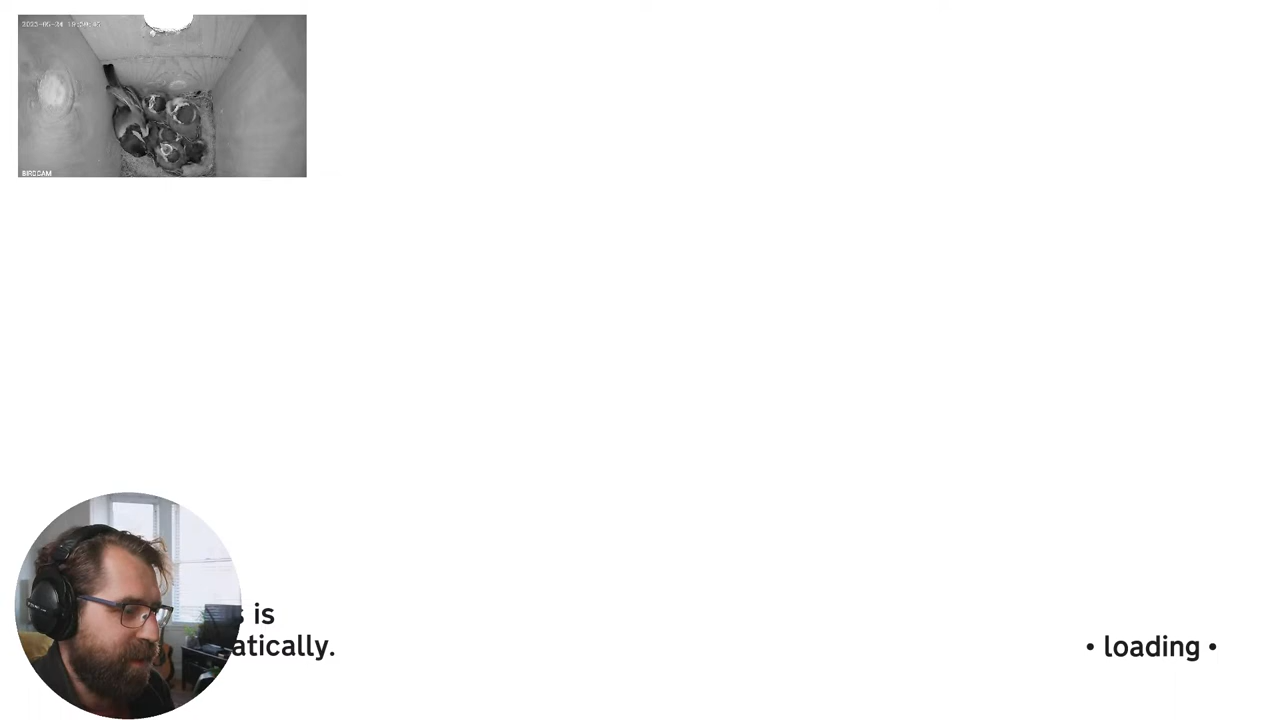 BIRDCAM
is
atically.
• loading •